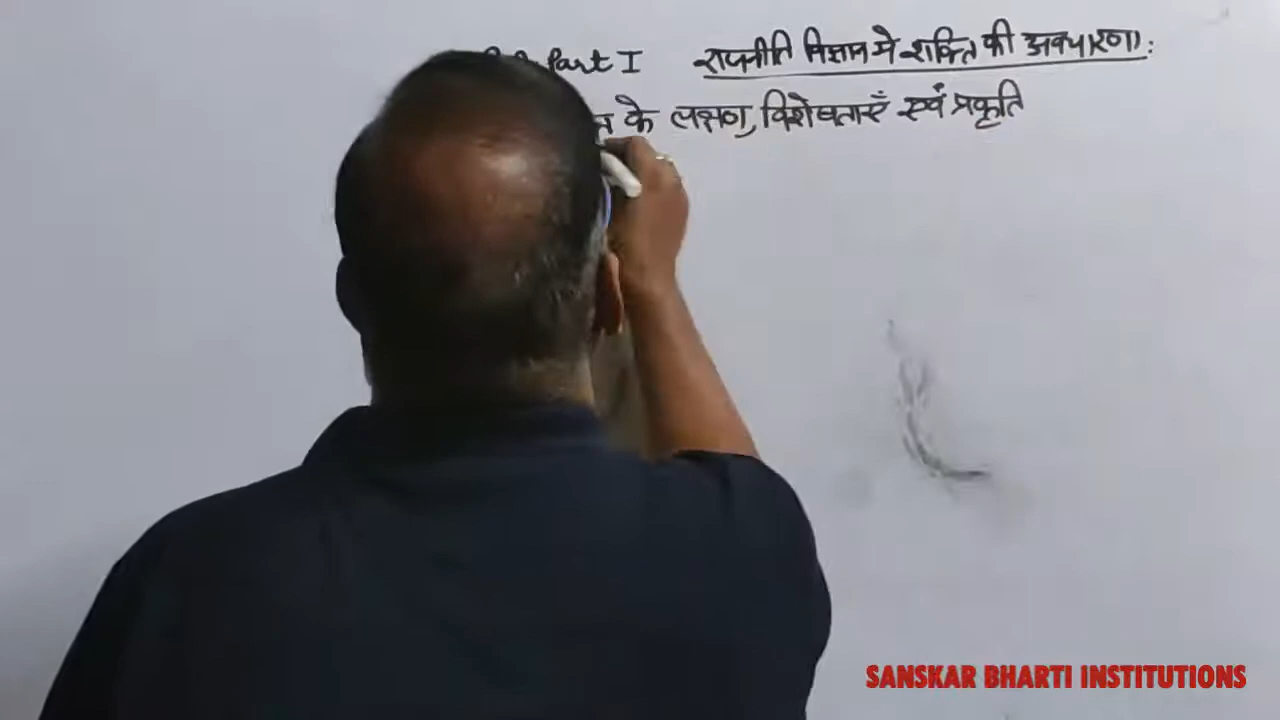 Part I राजनीति विज्ञान मे शक्ति की अवधारणा:
के लक्षण, विशेषताएँ एवं प्रकृति
SANSKAR BHARTI INSTITUTIONS